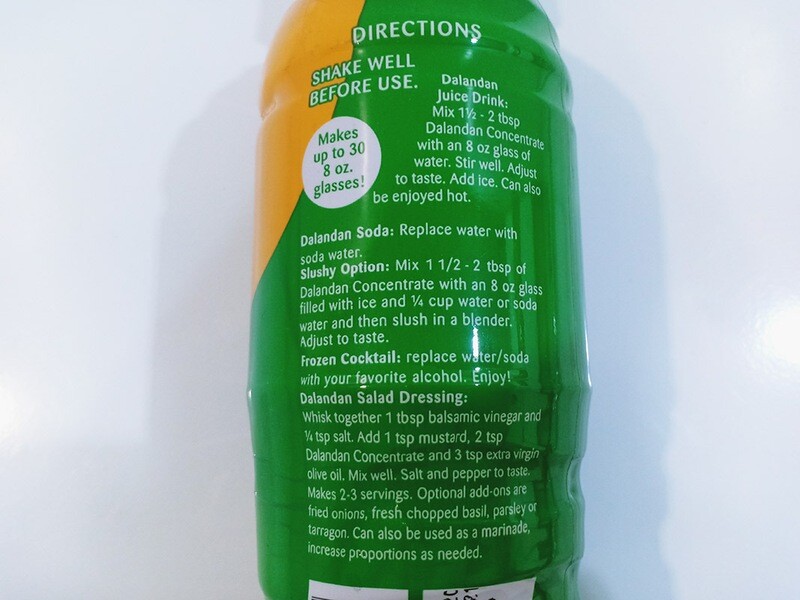 DIRECTIONS
SHAKE WELL
BEFORE USE.
Makes
up to 30
8 oz.
glasses!
Dalandan
Juice Drink:
Mix 1½ - 2 tbsp
Dalandan Concentrate
with an 8 oz glass of
water. Stir well. Adjust
to taste. Add ice. Can also
be enjoyed hot.
Dalandan Soda: Replace water with
soda water.
Slushy Option: Mix 1 1/2 - 2 tbsp of
Dalandan Concentrate with an 8 oz glass
filled with ice and ¼ cup water or soda
water and then slush in a blender.
Adjust to taste.
Frozen Cocktail: replace water/soda
with your favorite alcohol. Enjoy!
Dalandan Salad Dressing:
Whisk together 1 tbsp balsamic vinegar and
¼ tsp salt. Add 1 tsp mustard, 2 tsp
Dalandan Concentrate and 3 tsp extra virgin
olive oil. Mix well. Salt and pepper to taste.
Makes 2-3 servings. Optional add-ons are
fried onions, fresh chopped basil, parsley or
tarragon. Can also be used as a marinade,
increase proportions as needed.